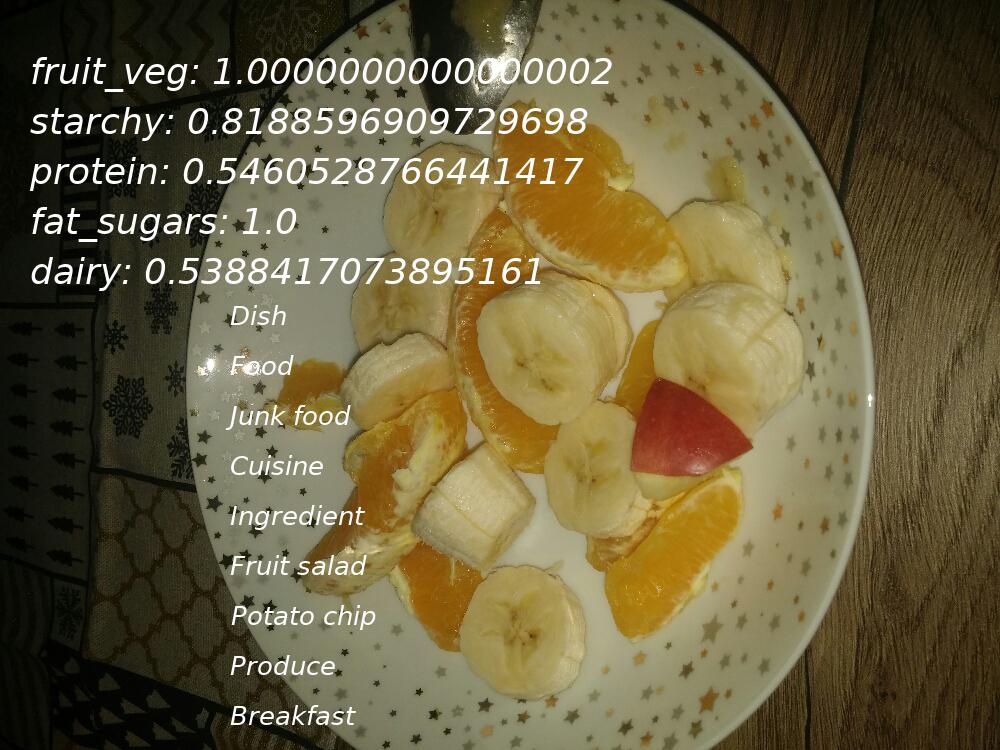 fruit_veg: 1.0000000000000002
starchy: 0.8188596909729698
protein: 0.5460528766441417
fat_sugars: 1.0
dairy: 0.5388417073895161
Dish
Food
Junk food
Cuisine
Ingredient
Fruit salad
Potato chip
Produce
Breakfast